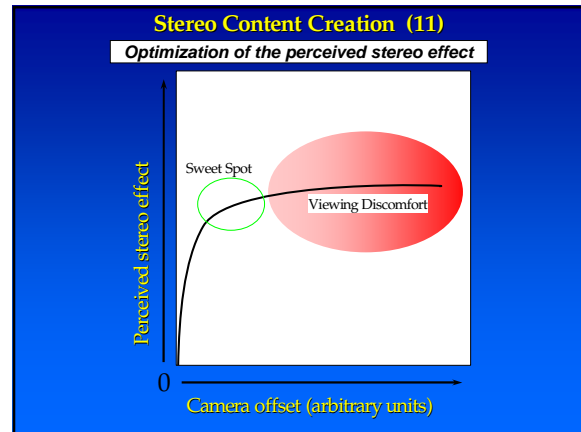 Stereo Content Creation (11)
Optimization of the perceived stereo effect
Sweet Spot
Viewing Discomfort
Perceived stereo effect
0
Camera offset (arbitrary units)